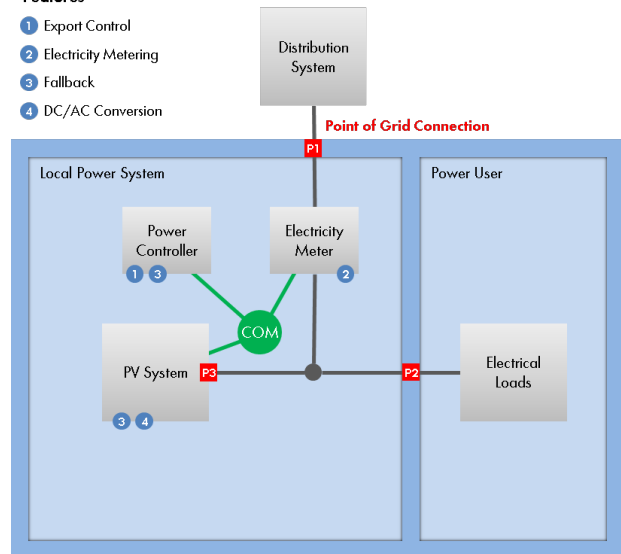 Features
1 Export Control
2 Electricity Metering
3 Fallback
4 DC/AC Conversion
Distribution
System
Point of Grid Connection
P1
Local Power System
Power User
Power
Controller
1 3
Electricity
Meter
2
COM
PV System
P3
P2
Electrical
Loads
3 4